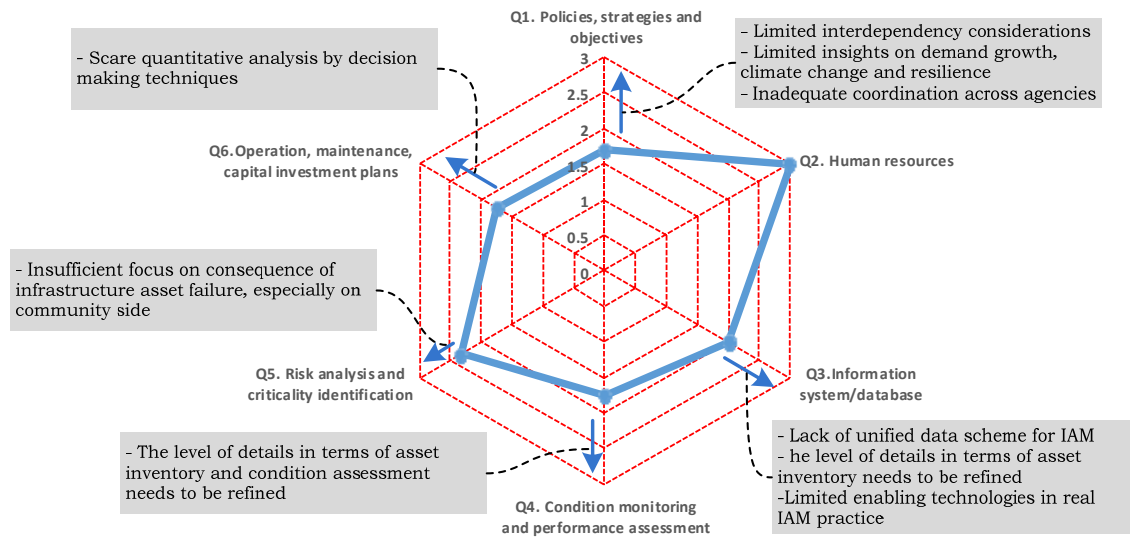 Q1. Policies, strategies and
objectives
- Limited interdependency considerations
- Limited insights on demand growth,
climate change and resilience
- Inadequate coordination across agencies
- Scare quantitative analysis by decision
making techniques
3
2.5
2
1.5
1
0.5
0
Q6.Operation, maintenance,
capital investment plans
Q2. Human resources
- Insufficient focus on consequence of
infrastructure asset failure, especially on
community side
Q5. Risk analysis and
criticality identification
Q3.Information
system/database
- The level of details in terms of asset
inventory and condition assessment
needs to be refined
- Lack of unified data scheme for IAM
- he level of details in terms of asset
inventory needs to be refined
-Limited enabling technologies in real
IAM practice
Q4. Condition monitoring
and performance assessment